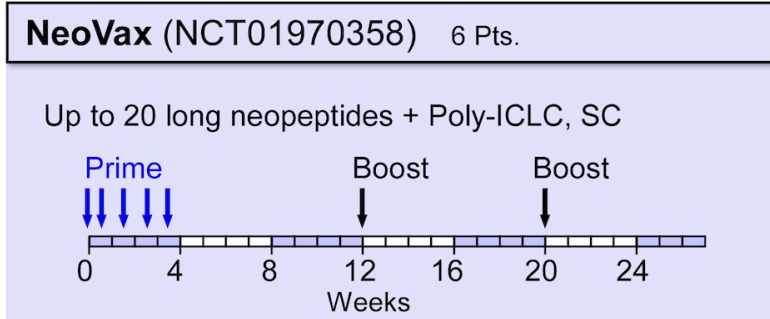 NeoVax (NCT01970358) 6 Pts.
Up to 20 long neopeptides + Poly-ICLC, SC
Prime Boost Boost
0 4 8 12 16 20 24
Weeks